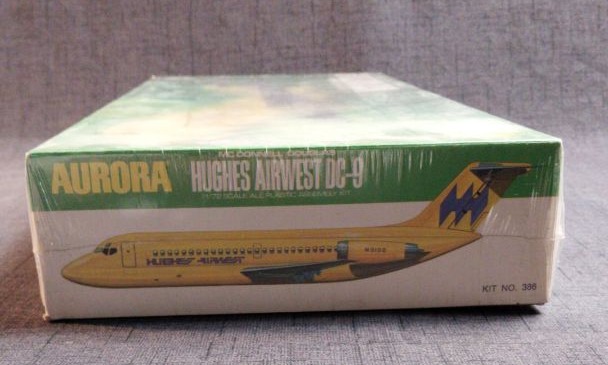 McDONNELL DOUGLAS
AURORA
HUGHES AIRWEST DC-9
1/72 SCALE ALL PLASTIC ASSEMBLY KIT
HUGHES AIRWEST
KIT NO. 386